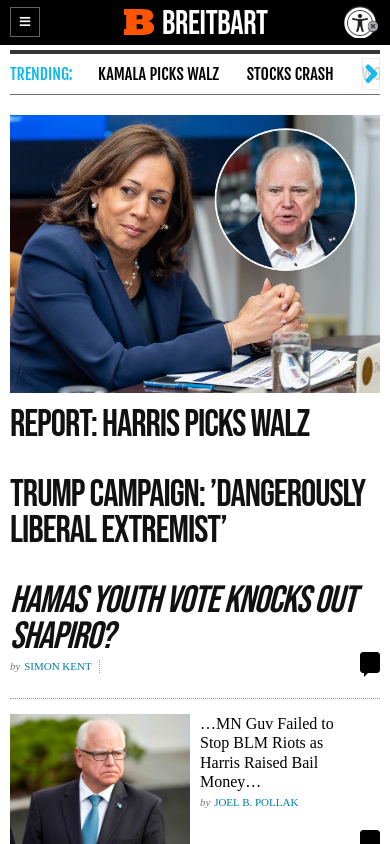 B BREITBART
TRENDING:
KAMALA PICKS WALZ
STOCKS CRASH
REPORT: HARRIS PICKS WALZ
TRUMP CAMPAIGN: ’DANGEROUSLY
LIBERAL EXTREMIST’
HAMAS YOUTH VOTE KNOCKS OUT
SHAPIRO?
by SIMON KENT
…MN Guv Failed to
Stop BLM Riots as
Harris Raised Bail
Money…
by JOEL B. POLLAK